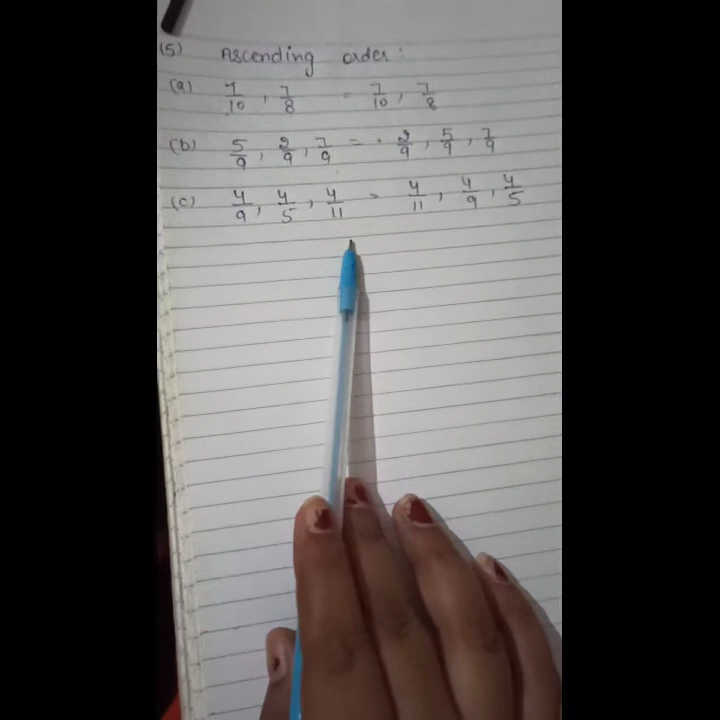 (5) Ascending order :
(a) 7/10 , 7/8 = 7/10 , 7/8
(b) 5/9 , 2/9 , 7/9 = 2/9 , 5/9 , 7/9
(c) 4/9 , 4/5 , 4/11 = 4/11 , 4/9 , 4/5